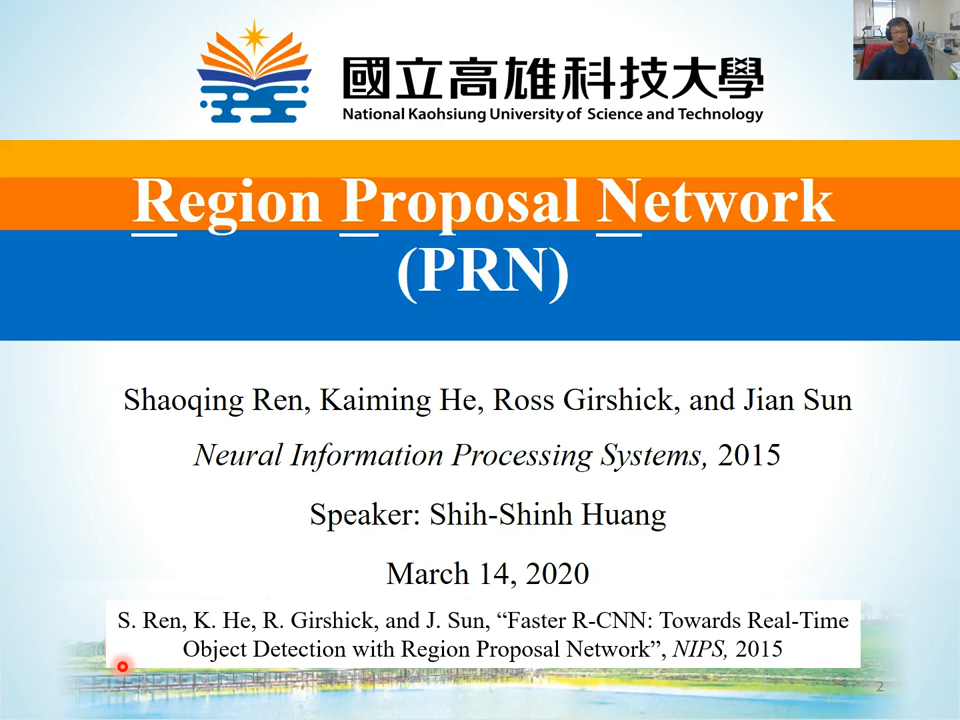 國立高雄科技大學
National Kaohsiung University of Science and Technology
Region Proposal Network
(PRN)
Shaoqing Ren, Kaiming He, Ross Girshick, and Jian Sun
Neural Information Processing Systems, 2015
Speaker: Shih-Shinh Huang
March 14, 2020
S. Ren, K. He, R. Girshick, and J. Sun, “Faster R-CNN: Towards Real-Time
Object Detection with Region Proposal Network”, NIPS, 2015
2